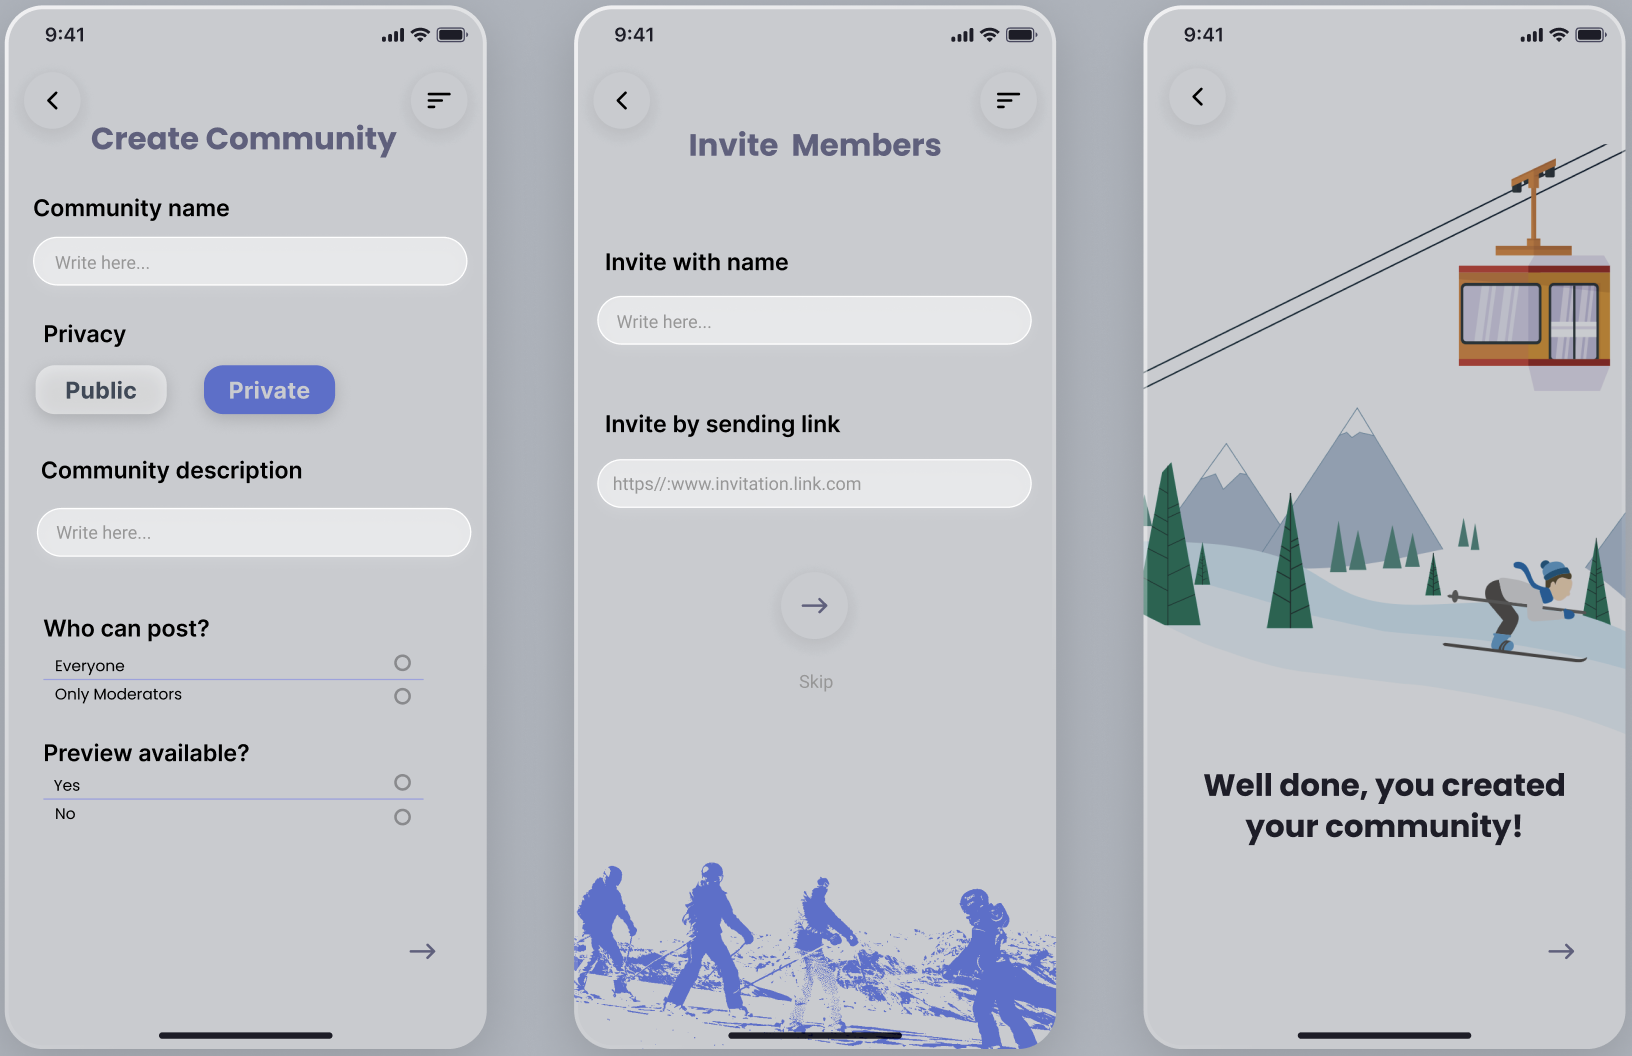 9:41
Create Community
Community name
Write here...
Privacy
Public
Private
Community description
Write here...
Who can post?
Everyone
Only Moderators
Preview available?
Yes
No
9:41
Invite Members
Invite with name
Write here...
Invite by sending link
https//:www.invitation.link.com
Skip
9:41
Well done, you created
your community!